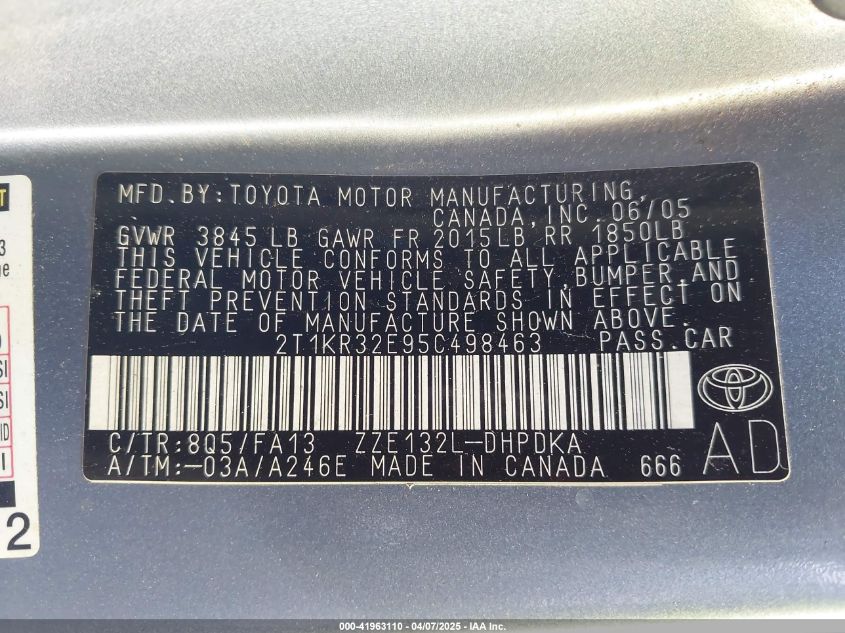 MFD. BY: TOYOTA MOTOR MANUFACTURING,
CANADA, INC. 06/05
GVWR 3845 LB GAWR FR 2015LB RR 1850LB
THIS VEHICLE CONFORMS TO ALL APPLICABLE
FEDERAL MOTOR VEHICLE SAFETY, BUMPER, AND
THEFT PREVENTION STANDARDS IN EFFECT ON
THE DATE OF MANUFACTURE SHOWN ABOVE.
2T1KR32E95C498463 PASS. CAR
C/TR: 8Q5/FA13 ZZE132L-DHPDKA
A/TM:-03A/A246E MADE IN CANADA 666
AD
2
000-41963110 - 04/07/2025 - IAA Inc.